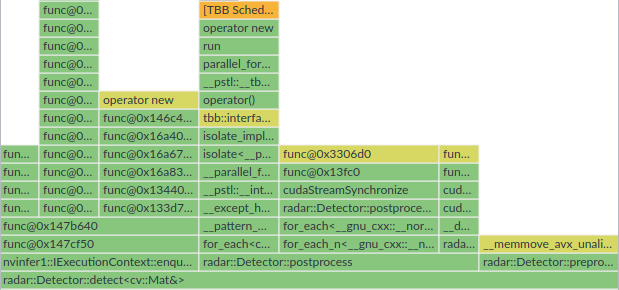 func@0... [TBB Sched...
func@0... operator new
func@0... run
func@0... parallel_for...
func@0... __pstl::__tb...
func@0... operator new operator()
func@0... func@0x146c4... tbb::interfa...
func@0... func@0x16a40... isolate_impl...
fun... func@0... func@0x16a67... isolate<__p... func@0x3306d0 fun...
fun... func@0... func@0x16a83... __parallel_f... func@0x13fc0 fun...
fun... func@0... func@0x13440... __pstl::__int... cudaStreamSynchronize cud...
fun... func@0... func@0x133d7... __except_h... radar::Detector::postproce... cud...
func@0x147b640 __pattern_... for_each<__gnu_cxx::__nor... __d...
func@0x147cf50 for_each<c... for_each_n<__gnu_cxx::__n... rada... __memmove_avx_unali...
nvinfer1::IExecutionContext::enqu... radar::Detector::postprocess radar::Detector::prepro...
radar::Detector::detect<cv::Mat&>